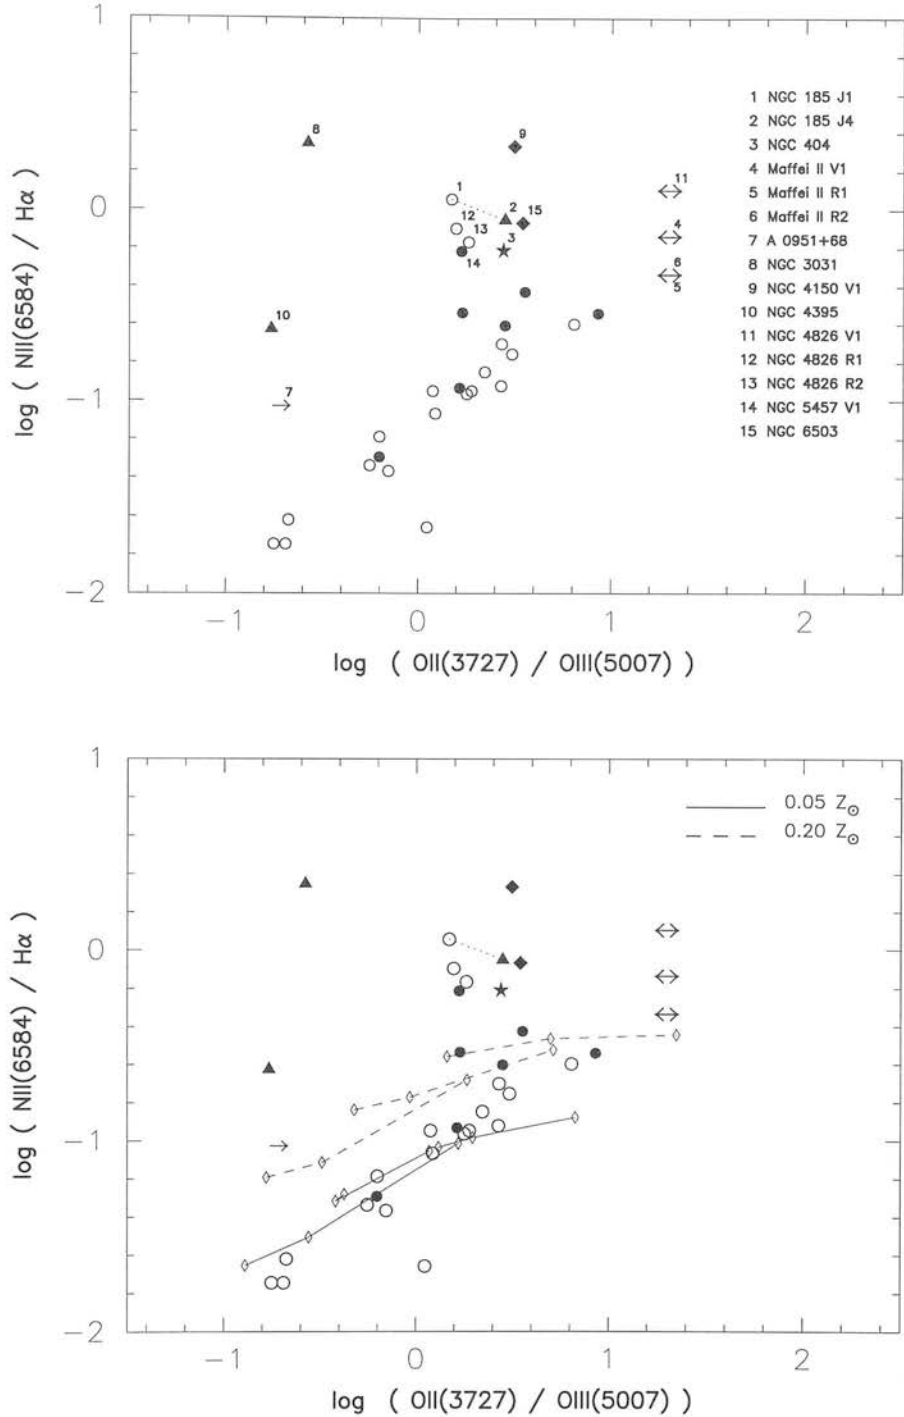 1
8
9
1 NGC 185 J1
2 NGC 185 J4
3 NGC 404
4 Maffei II V1
5 Maffei II R1
6 Maffei II R2
7 A 0951+68
8 NGC 3031
9 NGC 4150 V1
10 NGC 4395
11 NGC 4826 V1
12 NGC 4826 R1
13 NGC 4826 R2
14 NGC 5457 V1
15 NGC 6503
1
11
2
15
12
13
3
4
14
6
5
10
7
0
−1
−2
log ( NII(6584) / Hα )
−1
0
1
2
log ( OII(3727) / OIII(5007) )
1
0.05 Z⊙
0.20 Z⊙
0
−1
−2
log ( NII(6584) / Hα )
−1
0
1
2
log ( OII(3727) / OIII(5007) )